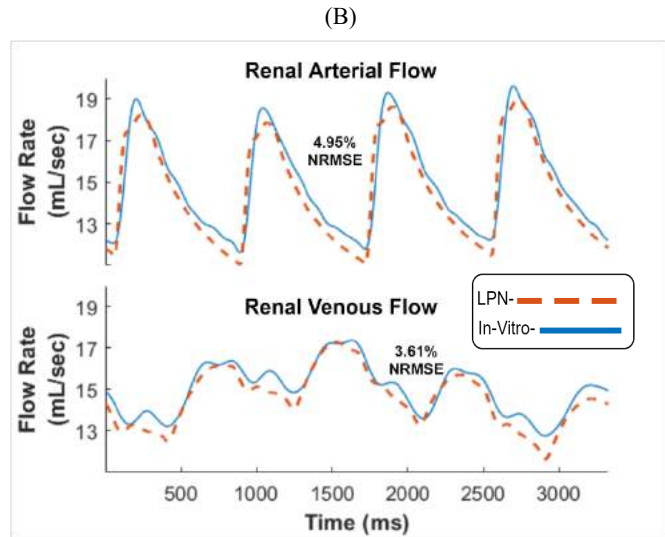 (B)
Renal Arterial Flow
19
17
15
13
Flow Rate
(mL/sec)
4.95%
NRMSE
Renal Venous Flow
19
17
15
13
Flow Rate
(mL/sec)
3.61%
NRMSE
LPN-
In-Vitro-
500
1000
1500
2000
2500
3000
Time (ms)